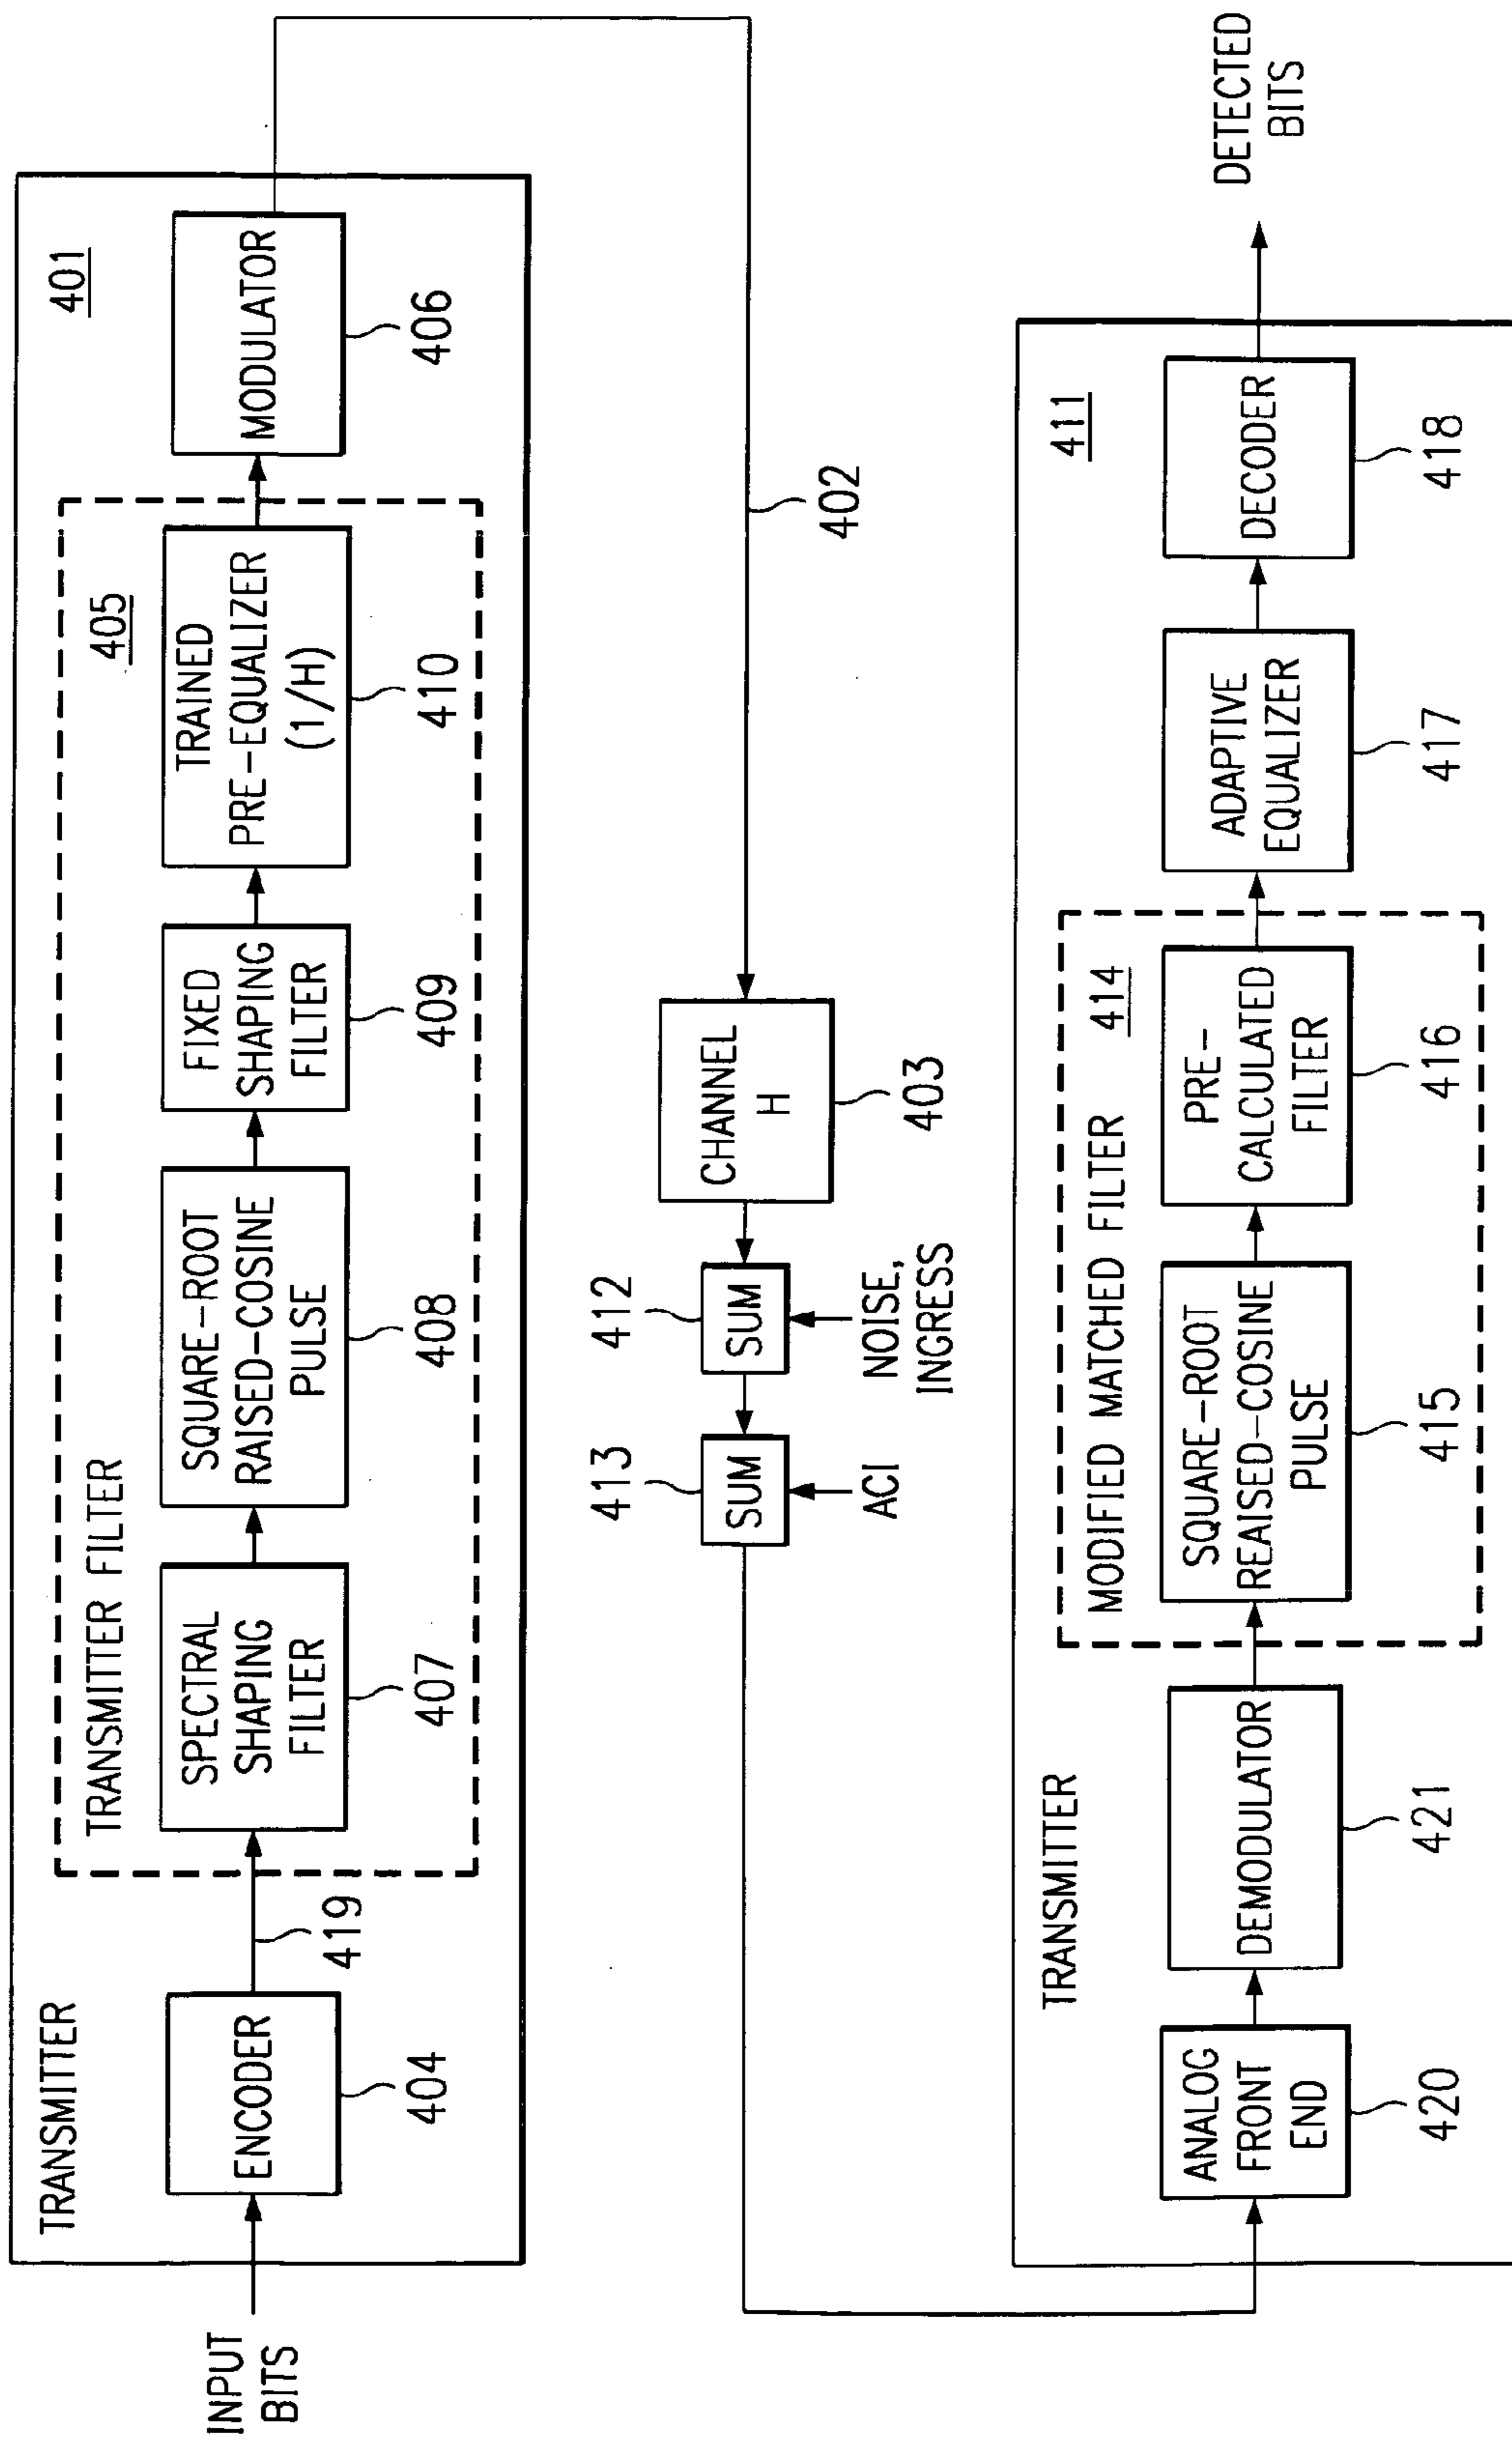 TRANSMITTER
401
INPUT
BITS
ENCODER
404
419
TRANSMITTER FILTER
405
SPECTRAL
SHAPING
FILTER
407
SQUARE-ROOT
RAISED-COSINE
PULSE
408
FIXED
SHAPING
FILTER
409
TRAINED
PRE-EQUALIZER
(1/H)
410
MODULATOR
406
402
CHANNEL
H
403
412
SUM
NOISE,
INGRESS
413
SUM
ACI
TRANSMITTER
411
ANALOG
FRONT
END
420
DEMODULATOR
421
MODIFIED MATCHED FILTER
414
SQUARE-ROOT
REAISED-COSINE
PULSE
415
PRE-
CALCULATED
FILTER
416
ADAPTIVE
EQUALIZER
417
DECODER
418
DETECTED
BITS